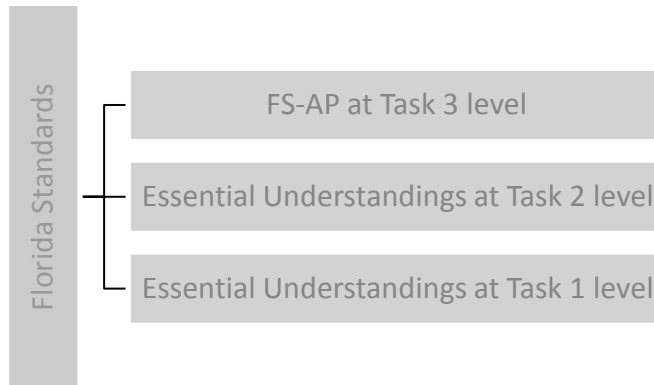 Florida Standards
FS-AP at Task 3 level
Essential Understandings at Task 2 level
Essential Understandings at Task 1 level